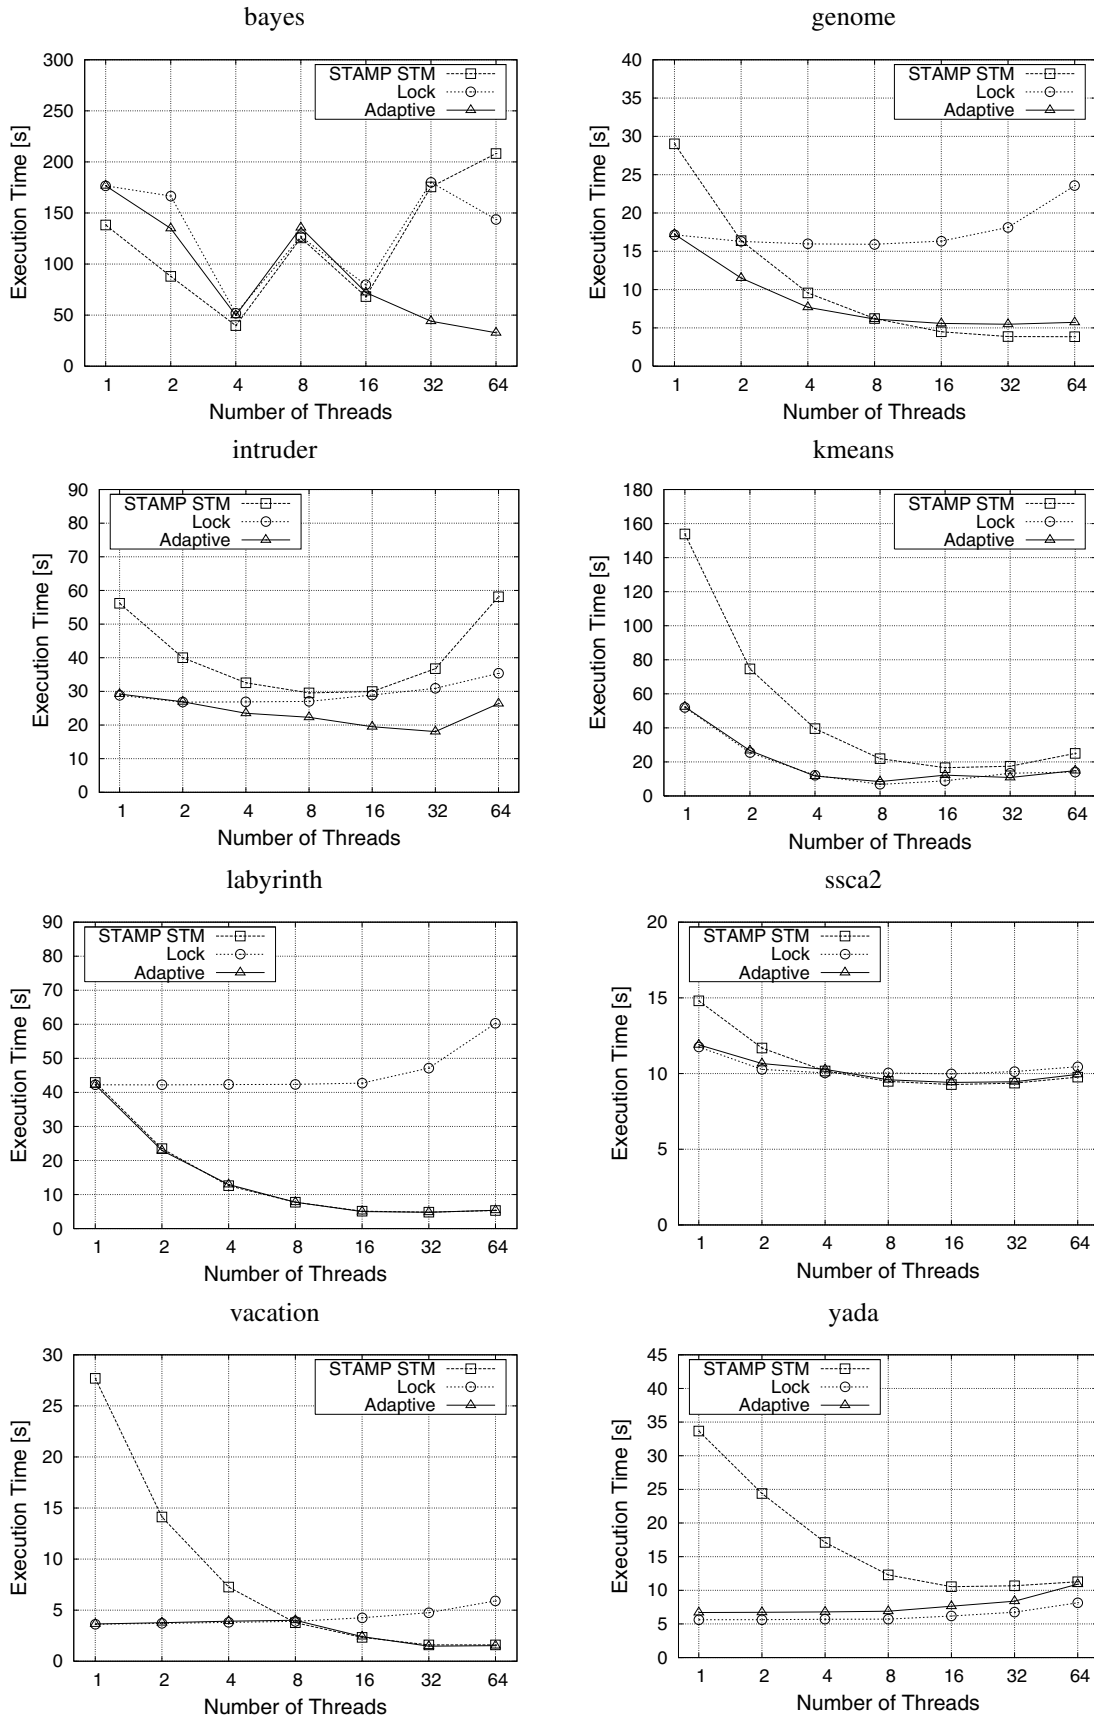 bayes
300
250
200
150
100
50
0
Execution Time [s]
STAMP STM
Lock
Adaptive
1 2 4 8 16 32 64
Number of Threads
genome
40
35
30
25
20
15
10
5
0
Execution Time [s]
STAMP STM
Lock
Adaptive
1 2 4 8 16 32 64
Number of Threads
intruder
90
80
70
60
50
40
30
20
10
0
Execution Time [s]
STAMP STM
Lock
Adaptive
1 2 4 8 16 32 64
Number of Threads
kmeans
180
160
140
120
100
80
60
40
20
0
Execution Time [s]
STAMP STM
Lock
Adaptive
1 2 4 8 16 32 64
Number of Threads
labyrinth
90
80
70
60
50
40
30
20
10
0
Execution Time [s]
STAMP STM
Lock
Adaptive
1 2 4 8 16 32 64
Number of Threads
ssca2
20
15
10
5
0
Execution Time [s]
STAMP STM
Lock
Adaptive
1 2 4 8 16 32 64
Number of Threads
vacation
30
25
20
15
10
5
0
Execution Time [s]
STAMP STM
Lock
Adaptive
1 2 4 8 16 32 64
Number of Threads
yada
45
40
35
30
25
20
15
10
5
0
Execution Time [s]
STAMP STM
Lock
Adaptive
1 2 4 8 16 32 64
Number of Threads